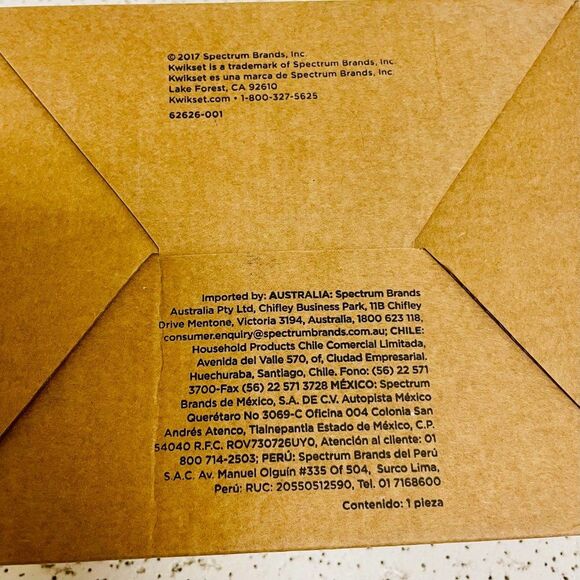 © 2017 Spectrum Brands, Inc.
Kwikset is a trademark of Spectrum Brands, Inc.
Kwikset es una marca de Spectrum Brands, Inc
Lake Forest, CA 92610
Kwikset.com • 1-800-327-5625
62626-001
Imported by: AUSTRALIA: Spectrum Brands
Australia Pty Ltd, Chifley Business Park, 11B Chifley
Drive Mentone, Victoria 3194, Australia, 1800 623 118,
consumer.enquiry@spectrumbrands.com.au; CHILE:
Household Products Chile Comercial Limitada,
Avenida del Valle 570, of, Ciudad Empresarial.
Huechuraba, Santiago, Chile. Fono: (56) 22 571
3700-Fax (56) 22 571 3728 MÉXICO: Spectrum
Brands de México, S.A. DE C.V. Autopista México
Querétaro No 3069-C Oficina 004 Colonia San
Andrés Atenco, Tlalnepantla Estado de México, C.P.
54040 R.F.C. ROV730726UY0, Atención al cliente: 01
800 714-2503; PERÚ: Spectrum Brands del Perú
S.A.C. Av. Manuel Olguín #335 Of 504, Surco Lima,
Perú: RUC: 20550512590, Tel. 01 7168600
Contenido: 1 pieza